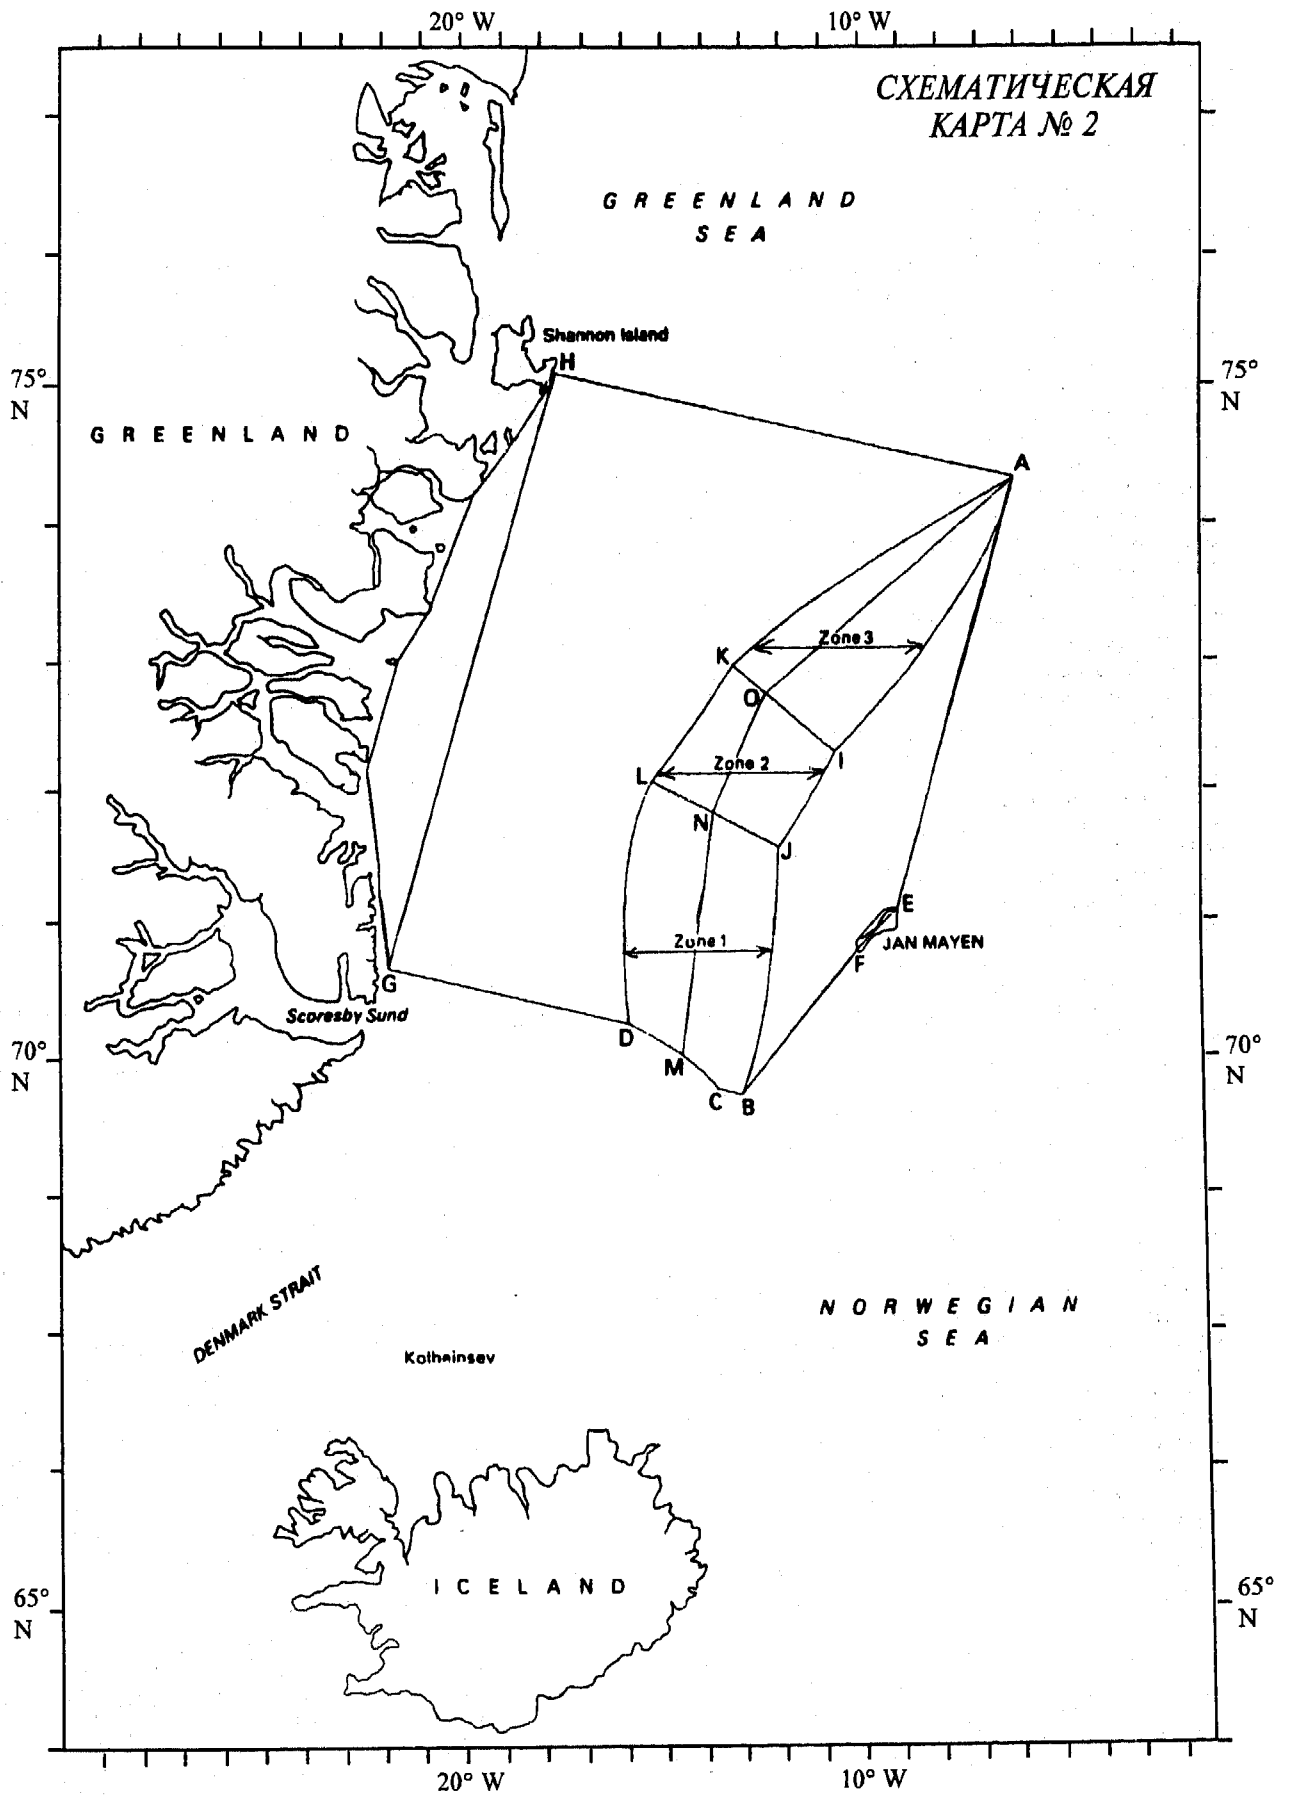 20° W
10° W
СХЕМАТИЧЕСКАЯ
КАРТА № 2
GREENLAND
SEA
Shannon Island
H
75°
N
75°
N
GREENLAND
A
Zone 3
K
O
I
Zone 2
L
N
J
E
JAN MAYEN
F
Zone 1
G
Scoresby Sund
D
M
C
B
70°
N
70°
N
DENMARK STRAIT
NORWEGIAN
SEA
Kolbeinsey
ICELAND
65°
N
65°
N
20° W
10° W